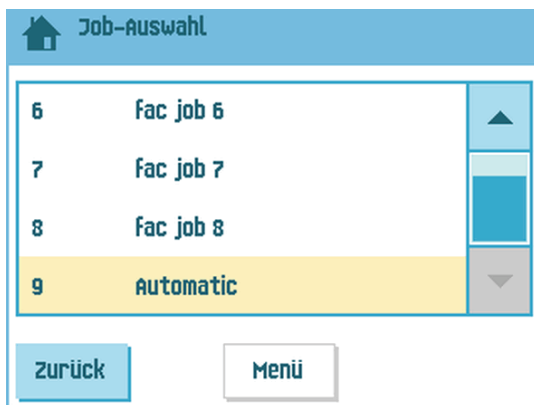 Job-Auswahl
6 fac job 6
7 fac job 7
8 fac job 8
9 Automatic
Zurück
Menü